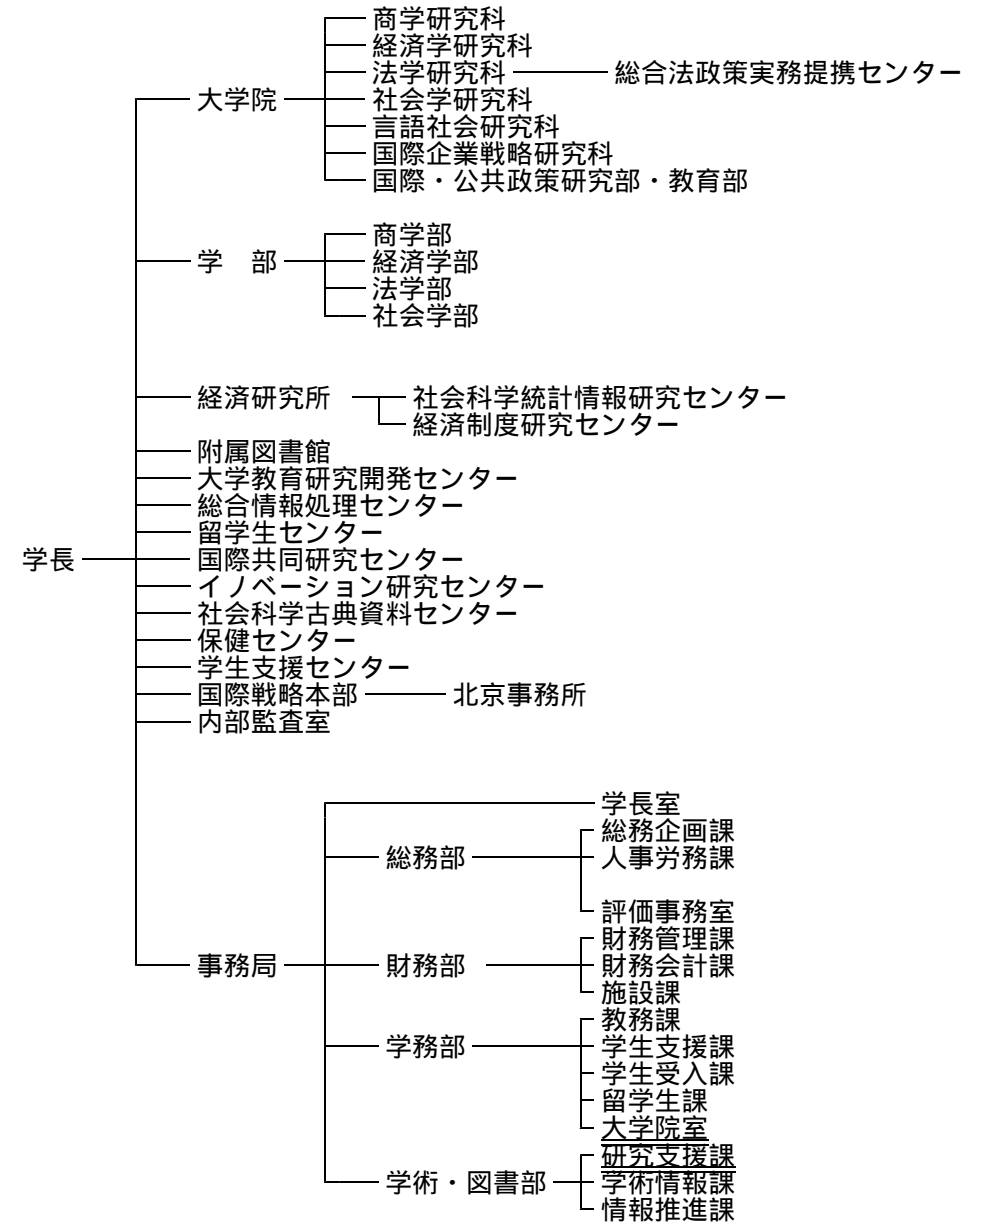 商学研究科
経済学研究科
法学研究科 総合法政策実務提携センター
大学院 社会学研究科
言語社会研究科
国際企業戦略研究科
国際・公共政策研究部・教育部
商学部
学　部 経済学部
法学部
社会学部
経済研究所 社会科学統計情報研究センター
経済制度研究センター
附属図書館
大学教育研究開発センター
総合情報処理センター
留学生センター
学長 国際共同研究センター
イノベーション研究センター
社会科学古典資料センター
保健センター
学生支援センター
国際戦略本部 北京事務所
内部監査室
学長室
総務企画課
総務部 人事労務課
評価事務室
財務管理課
事務局 財務部 財務会計課
施設課
教務課
学務部 学生支援課
学生受入課
留学生課
大学院室
研究支援課
学術・図書部 学術情報課
情報推進課